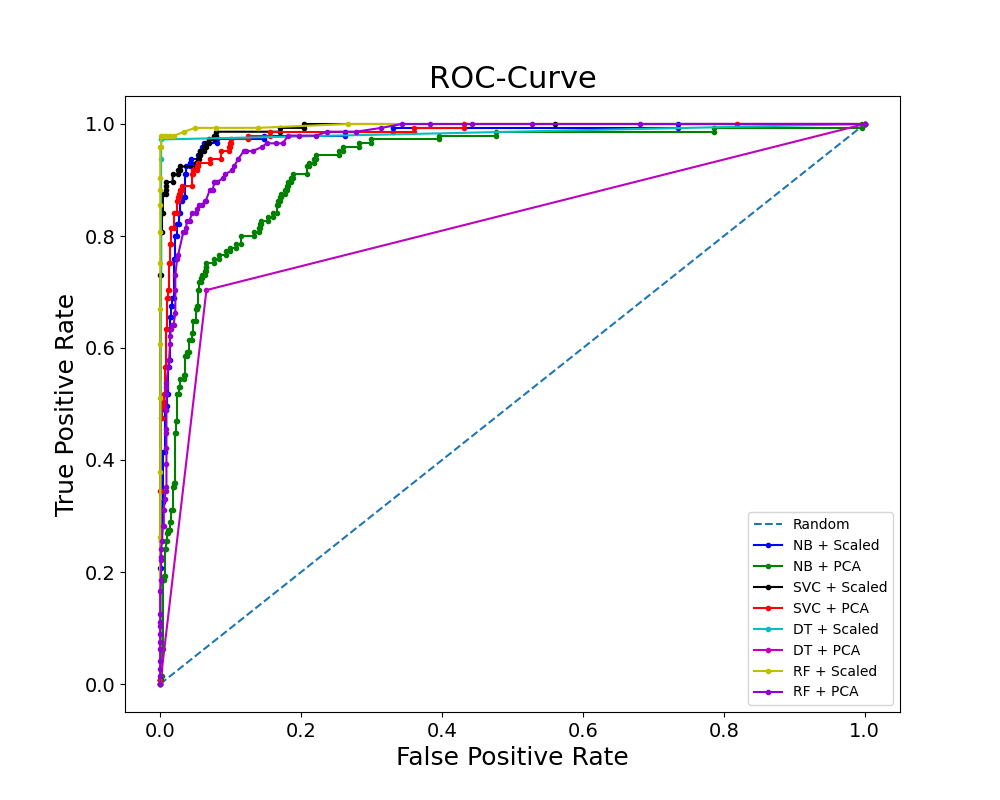 ROC-Curve
True Positive Rate
1.0
0.8
0.6
0.4
0.2
0.0
0.0 0.2 0.4 0.6 0.8 1.0
False Positive Rate
Random
NB + Scaled
NB + PCA
SVC + Scaled
SVC + PCA
DT + Scaled
DT + PCA
RF + Scaled
RF + PCA